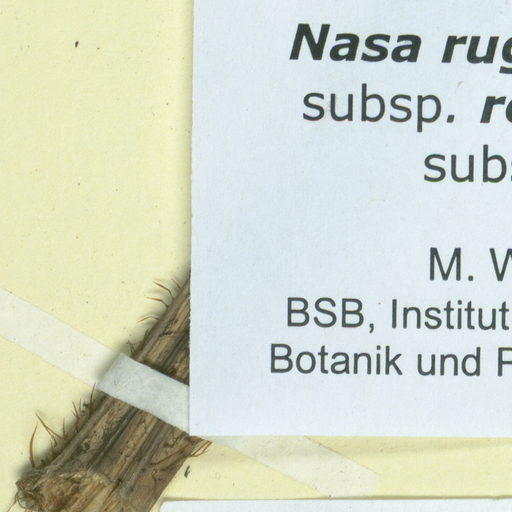 Nasa rug
subsp. r
subs
M. W
BSB, Institut
Botanik und P